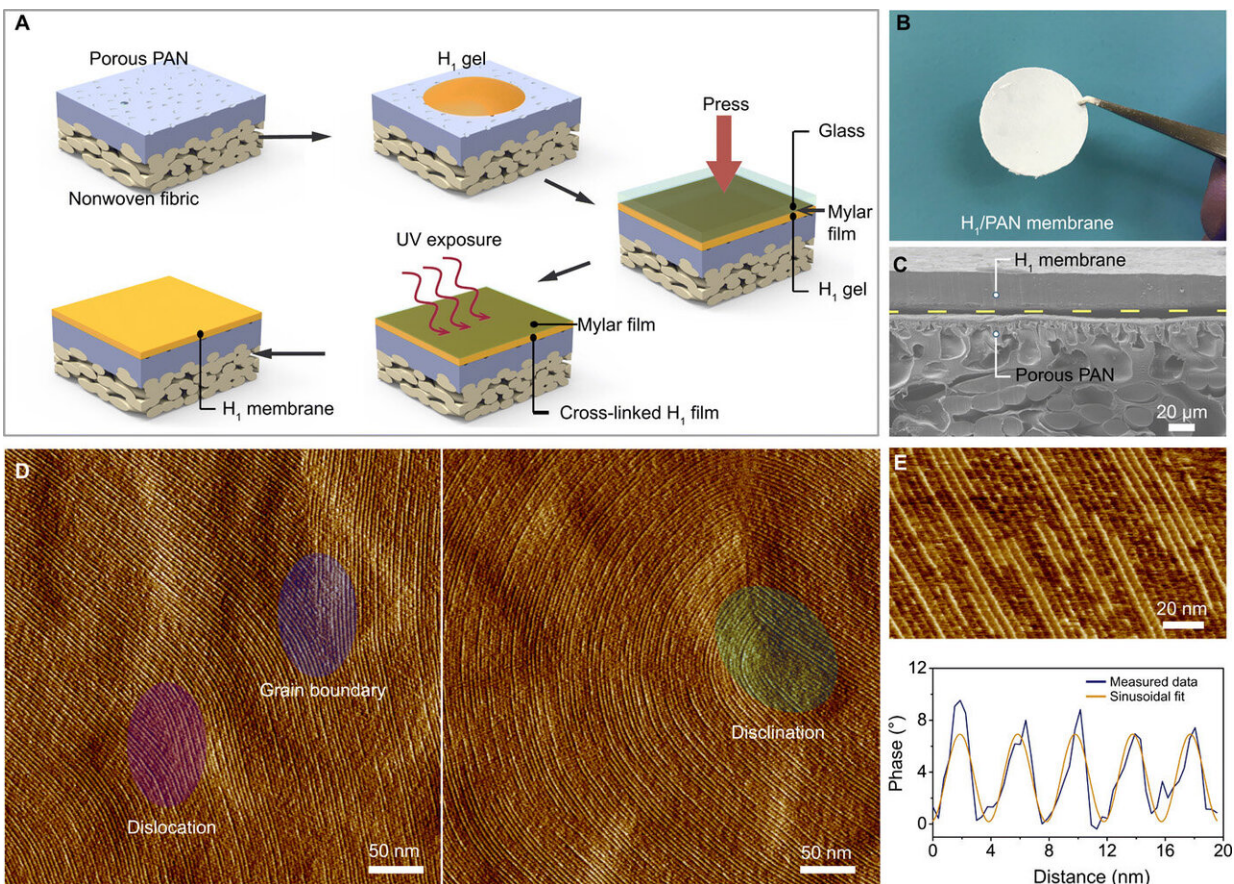 A
Porous PAN
Nonwoven fibric
H₁ gel
Press
Glass
Mylar
film
H₁ gel
UV exposure
Mylar film
Cross-linked H₁ film
H₁ membrane
B
H₁/PAN membrane
C
H₁ membrane
Porous PAN
20 μm
D
Grain boundary
Dislocation
50 nm
Disclination
50 nm
E
20 nm
12
8
4
0
Phase (°)
Measured data
Sinusoidal fit
0 4 8 12 16 20
Distance (nm)